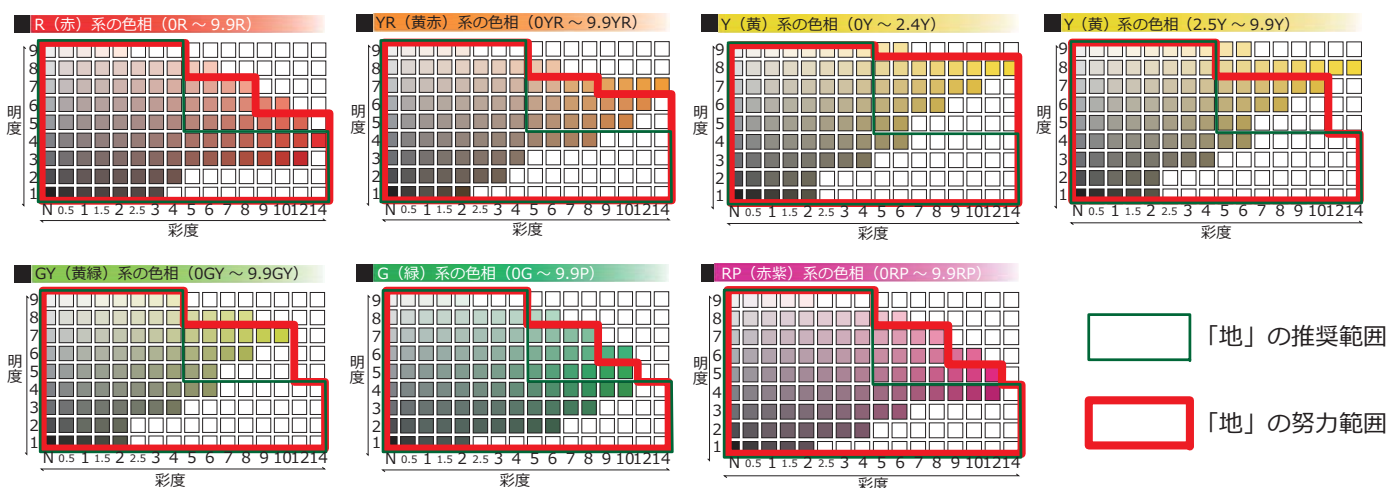 R（赤）系の色相（0R ～ 9.9R）
明度
9
8
7
6
5
4
3
2
1
N 0.5 1 1.5 2 2.5 3 4 5 6 7 8 9 10 12 14
彩度
YR（黄赤）系の色相（0YR ～ 9.9YR）
明度
9
8
7
6
5
4
3
2
1
N 0.5 1 1.5 2 2.5 3 4 5 6 7 8 9 10 12 14
彩度
Y（黄）系の色相（0Y ～ 2.4Y）
明度
9
8
7
6
5
4
3
2
1
N 0.5 1 1.5 2 2.5 3 4 5 6 7 8 9 10 12 14
彩度
Y（黄）系の色相（2.5Y ～ 9.9Y）
明度
9
8
7
6
5
4
3
2
1
N 0.5 1 1.5 2 2.5 3 4 5 6 7 8 9 10 12 14
彩度
GY（黄緑）系の色相（0GY ～ 9.9GY）
明度
9
8
7
6
5
4
3
2
1
N 0.5 1 1.5 2 2.5 3 4 5 6 7 8 9 10 12 14
彩度
G（緑）系の色相（0G ～ 9.9P）
明度
9
8
7
6
5
4
3
2
1
N 0.5 1 1.5 2 2.5 3 4 5 6 7 8 9 10 12 14
彩度
RP（赤紫）系の色相（0RP ～ 9.9RP）
明度
9
8
7
6
5
4
3
2
1
N 0.5 1 1.5 2 2.5 3 4 5 6 7 8 9 10 12 14
彩度
「地」の推奨範囲
「地」の努力範囲